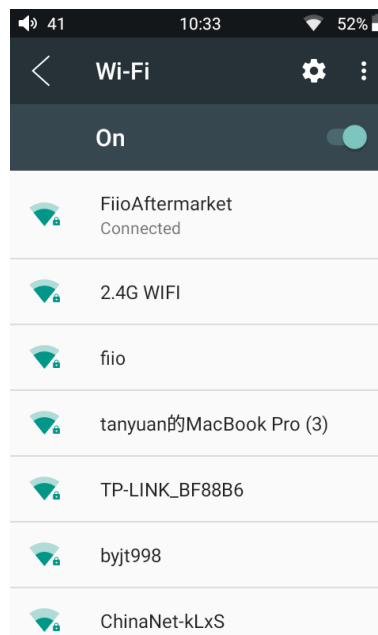 41 10:33 52%
Wi-Fi
On
FiioAftermarket
Connected
2.4G WIFI
fiio
tanyuan的MacBook Pro (3)
TP-LINK_BF88B6
byjt998
ChinaNet-kLxS